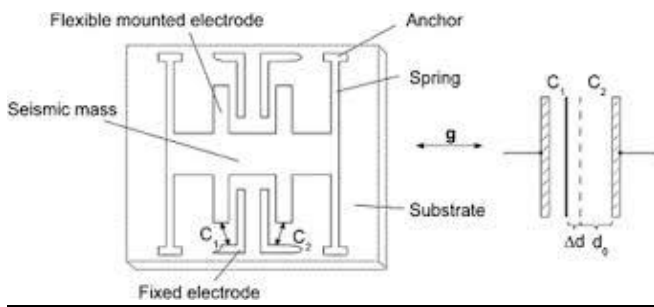 Flexible mounted electrode
Anchor
Spring
Seismic mass
C₁ C₂
g
Substrate
C₁ C₂
Δd d₀
Fixed electrode